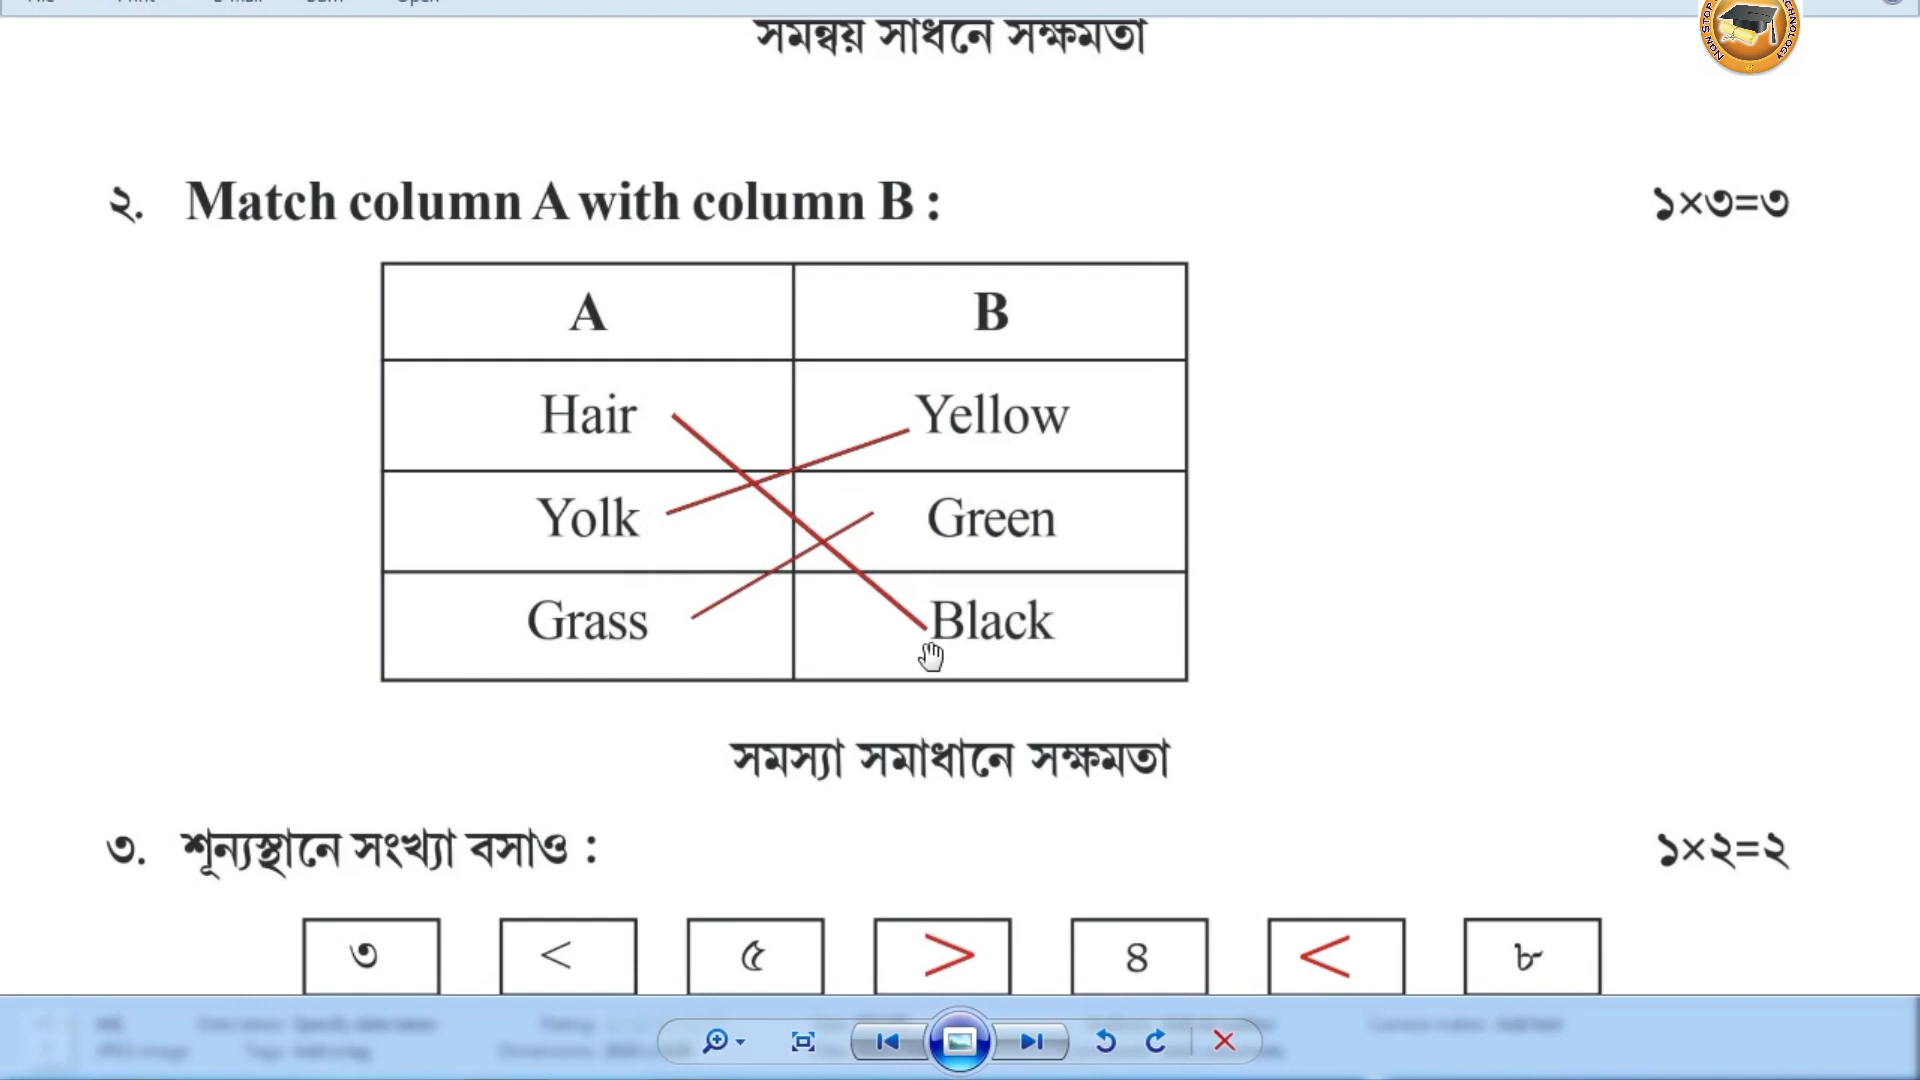 সমন্বয় সাধনে সক্ষমতা
২. Match column A with column B : ১×৩=৩
A B
Hair Yellow
Yolk Green
Grass Black
সমস্যা সমাধানে সক্ষমতা
৩. শূন্যস্থানে সংখ্যা বসাও : ১×২=২
৩ < ৫ > ৪ < ৮